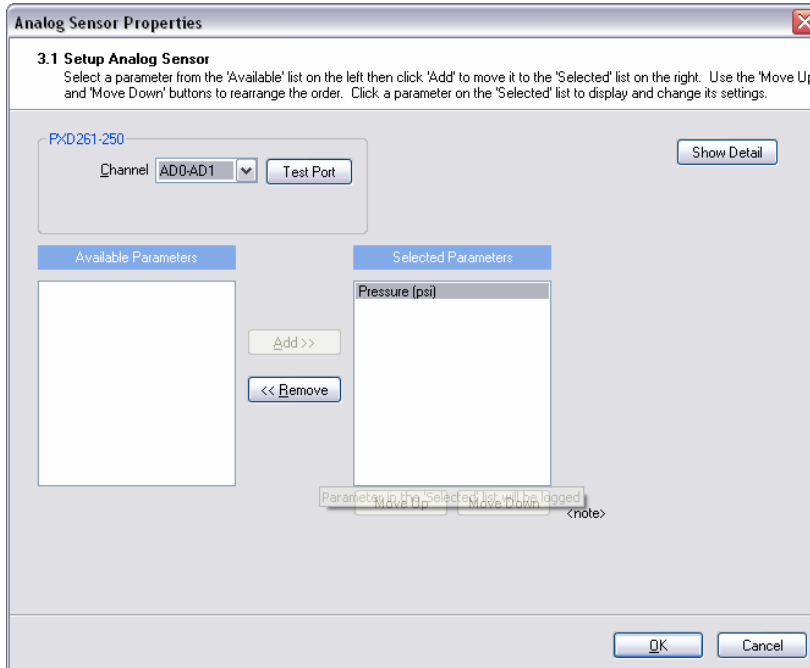 Analog Sensor Properties
3.1 Setup Analog Sensor
Select a parameter from the 'Available' list on the left then click 'Add' to move it to the 'Selected' list on the right. Use the 'Move Up
and 'Move Down' buttons to rearrange the order. Click a parameter on the 'Selected' list to display and change its settings.
PXD261-250
Channel AD0-AD1 Test Port
Show Detail
Available Parameters
Selected Parameters
Pressure (psi)
Add >>
<< Remove
Parameter in the 'Selected' list will be logged
Move Up
Move Down
<note>
OK
Cancel